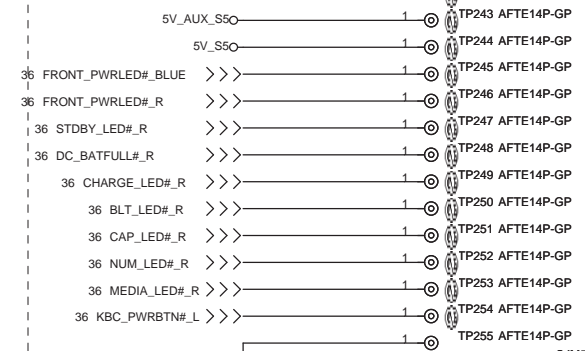 5V_AUX_S5 1 TP243 AFTE14P-GP
5V_S5 1 TP244 AFTE14P-GP
36 FRONT_PWRLED#_BLUE 1 TP245 AFTE14P-GP
36 FRONT_PWRLED#_R 1 TP246 AFTE14P-GP
36 STDBY_LED#_R 1 TP247 AFTE14P-GP
36 DC_BATFULL#_R 1 TP248 AFTE14P-GP
36 CHARGE_LED#_R 1 TP249 AFTE14P-GP
36 BLT_LED#_R 1 TP250 AFTE14P-GP
36 CAP_LED#_R 1 TP251 AFTE14P-GP
36 NUM_LED#_R 1 TP252 AFTE14P-GP
36 MEDIA_LED#_R 1 TP253 AFTE14P-GP
36 KBC_PWRBTN#_L 1 TP254 AFTE14P-GP
1 TP255 AFTE14P-GP